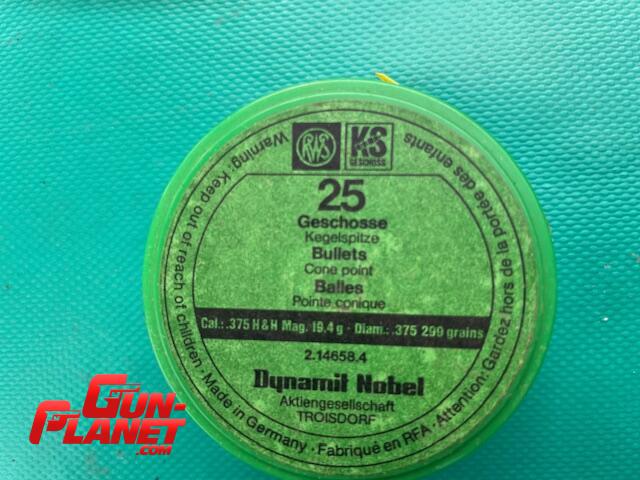 RWS
KS
GESCHOSS
25
Geschosse
Kegelspitze
Bullets
Cone point
Balles
Pointe conique
Cal.: .375 H&H Mag. 19,4 g · Diam.: .375 299 grains
2.14658.4
Dynamit Nobel
Aktiengesellschaft
TROISDORF
Warning · Keep out of reach of children · Made in Germany · Fabriqué en RFA · Attention: Gardez hors de la portée des enfants
GUN-
PLANET.COM